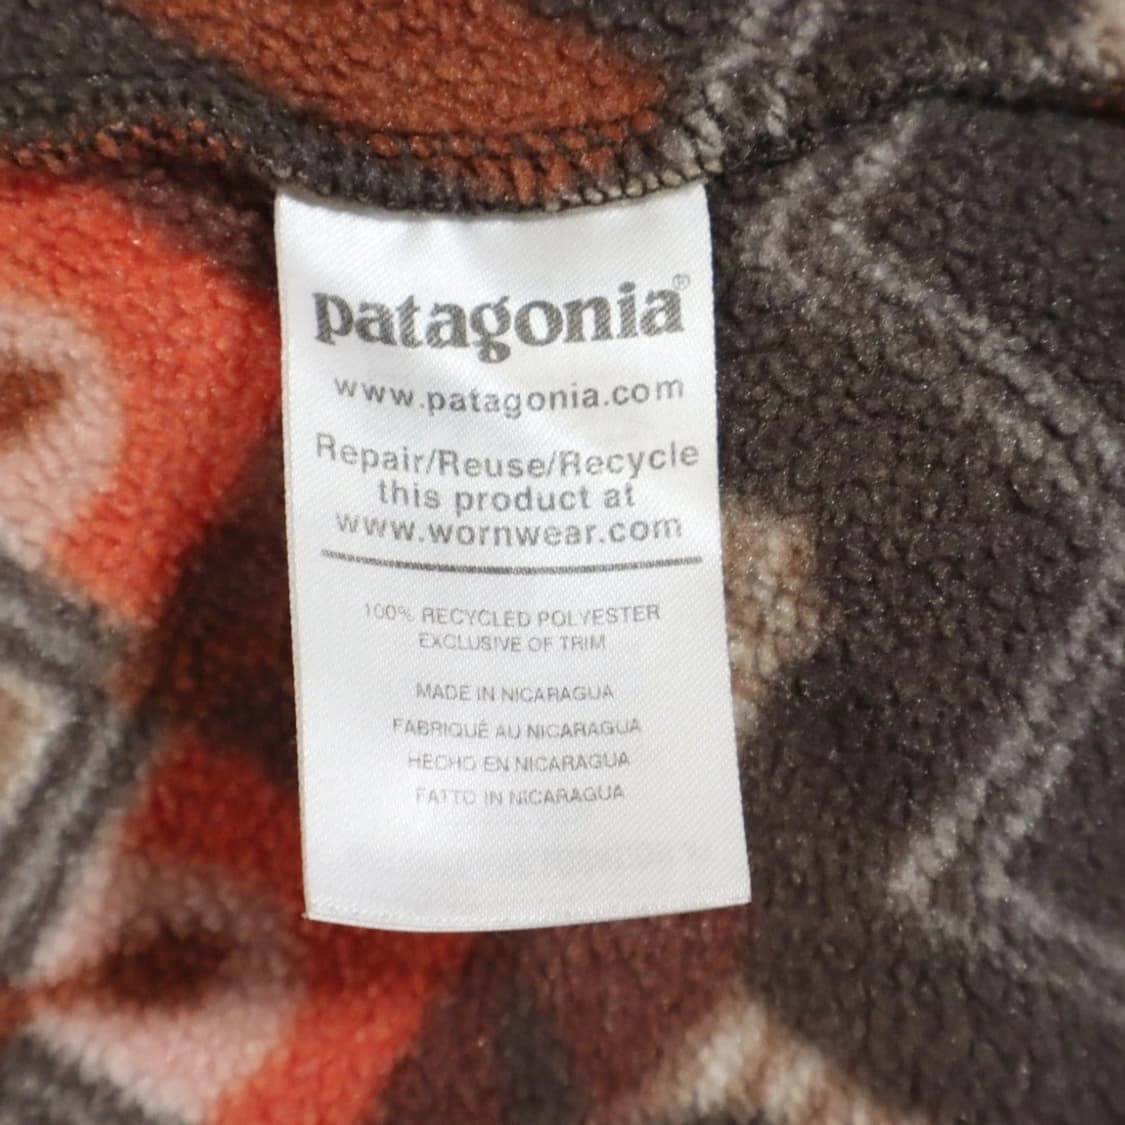 patagonia®
www.patagonia.com
Repair/Reuse/Recycle
this product at
www.wornwear.com
100% RECYCLED POLYESTER
EXCLUSIVE OF TRIM
MADE IN NICARAGUA
FABRIQUÉ AU NICARAGUA
HECHO EN NICARAGUA
FATTO IN NICARAGUA